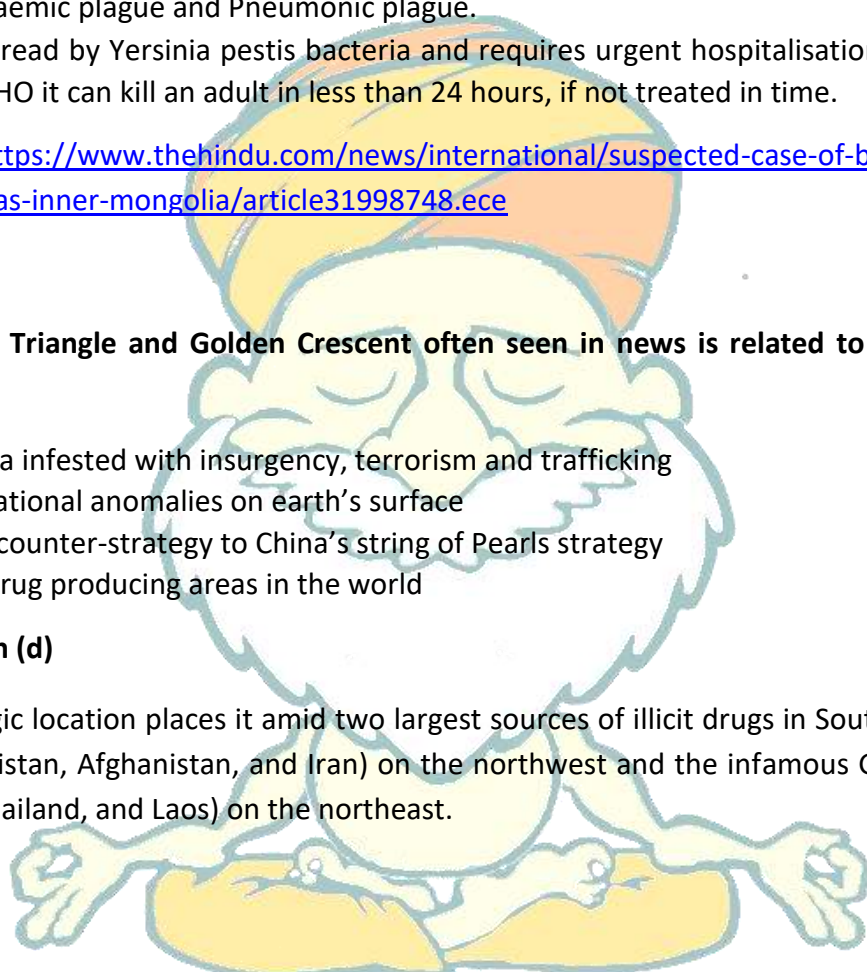 aemic plague and Pneumonic plague.
read by Yersinia pestis bacteria and requires urgent hospitalisation
HO it can kill an adult in less than 24 hours, if not treated in time.
ttps://www.thehindu.com/news/international/suspected-case-of-b
as-inner-mongolia/article31998748.ece
Triangle and Golden Crescent often seen in news is related to
a infested with insurgency, terrorism and trafficking
ational anomalies on earth’s surface
counter-strategy to China’s string of Pearls strategy
rug producing areas in the world
n (d)
gic location places it amid two largest sources of illicit drugs in Sout
istan, Afghanistan, and Iran) on the northwest and the infamous G
ailand, and Laos) on the northeast.